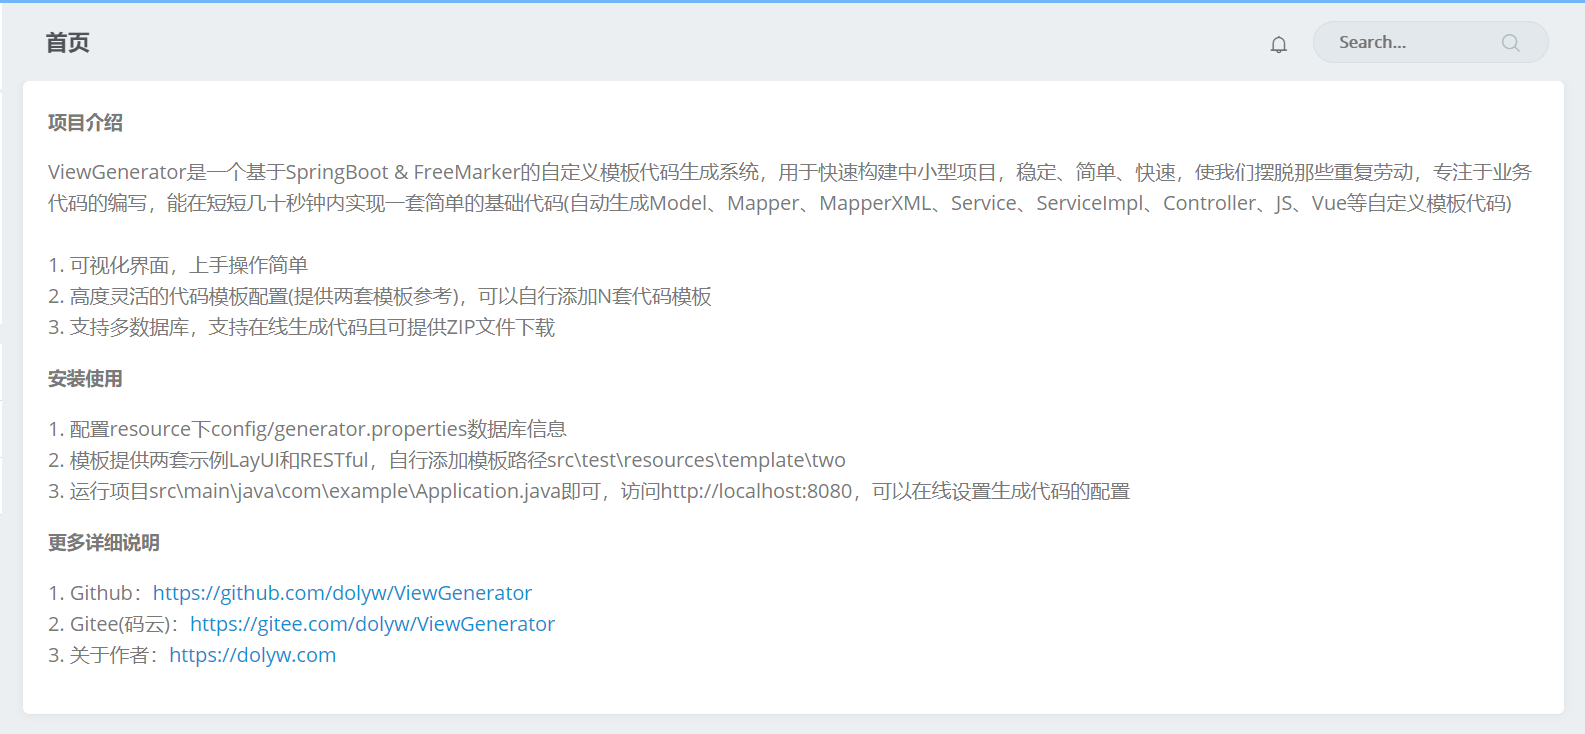 首页
Search...
项目介绍
ViewGenerator是一个基于SpringBoot & FreeMarker的自定义模板代码生成系统，用于快速构建中小型项目，稳定、简单、快速，使我们摆脱那些重复劳动，专注于业务
代码的编写，能在短短几十秒钟内实现一套简单的基础代码(自动生成Model、Mapper、MapperXML、Service、ServiceImpl、Controller、JS、Vue等自定义模板代码)
1. 可视化界面，上手操作简单
2. 高度灵活的代码模板配置(提供两套模板参考)，可以自行添加N套代码模板
3. 支持多数据库，支持在线生成代码且可提供ZIP文件下载
安装使用
1. 配置resource下config/generator.properties数据库信息
2. 模板提供两套示例LayUI和RESTful，自行添加模板路径src\test\resources\template\two
3. 运行项目src\main\java\com\example\Application.java即可，访问http://localhost:8080，可以在线设置生成代码的配置
更多详细说明
1. Github：https://github.com/dolyw/ViewGenerator
2. Gitee(码云)：https://gitee.com/dolyw/ViewGenerator
3. 关于作者：https://dolyw.com